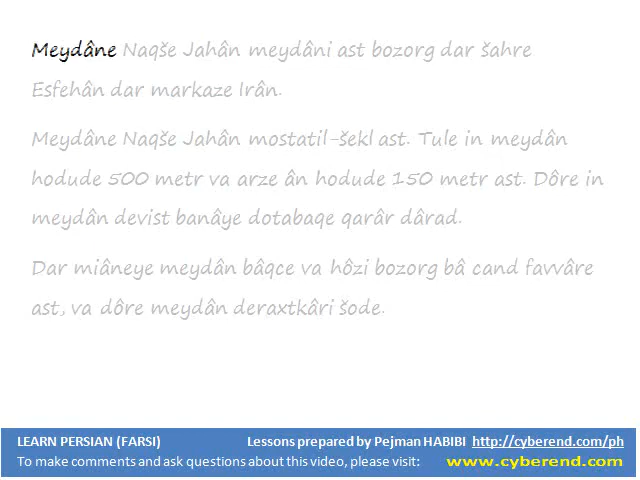 Meydâne Naqše Jahân meydâni ast bozorg dar šahre
Esfehân dar markaze Irân.
Meydâne Naqše Jahân mostatil-šekl ast. Tule in meydân
hodude 500 metr va arze ân hodude 150 metr ast. Dôre in
meydân devist banâye dotabaqe qarâr dârad.
Dar miâneye meydân bâqce va hôzi bozorg bâ cand favvâre
ast, va dôre meydân deraxtkâri šode.
LEARN PERSIAN (FARSI) Lessons prepared by Pejman HABIBI http://cyberend.com/ph
To make comments and ask questions about this video, please visit: www.cyberend.com